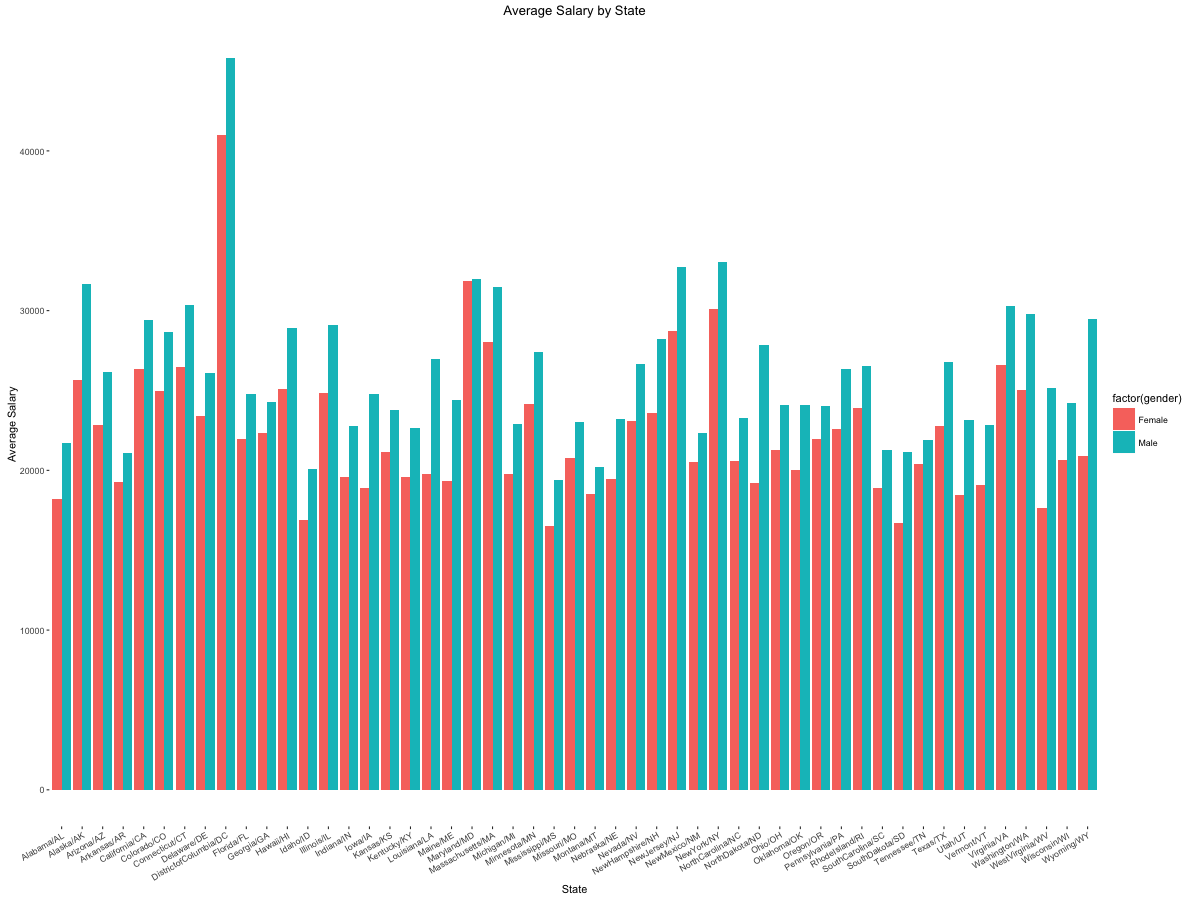 Average Salary by State
40000
30000
20000
10000
0
Average Salary
Alabama/AL
Alaska/AK
Arizona/AZ
Arkansas/AR
California/CA
Colorado/CO
Connecticut/CT
Delaware/DE
DistrictofColumbia/DC
Florida/FL
Georgia/GA
Hawaii/HI
Idaho/ID
Illinois/IL
Indiana/IN
Iowa/IA
Kansas/KS
Kentucky/KY
Louisiana/LA
Maine/ME
Maryland/MD
Massachusetts/MA
Michigan/MI
Minnesota/MN
Mississippi/MS
Missouri/MO
Montana/MT
Nebraska/NE
Nevada/NV
NewHampshire/NH
NewJersey/NJ
NewMexico/NM
NewYork/NY
NorthCarolina/NC
NorthDakota/ND
Ohio/OH
Oklahoma/OK
Oregon/OR
Pennsylvania/PA
RhodeIsland/RI
SouthCarolina/SC
SouthDakota/SD
Tennessee/TN
Texas/TX
Utah/UT
Vermont/VT
Virginia/VA
Washington/WA
WestVirginia/WV
Wisconsin/WI
Wyoming/WY
State
factor(gender)
Female
Male